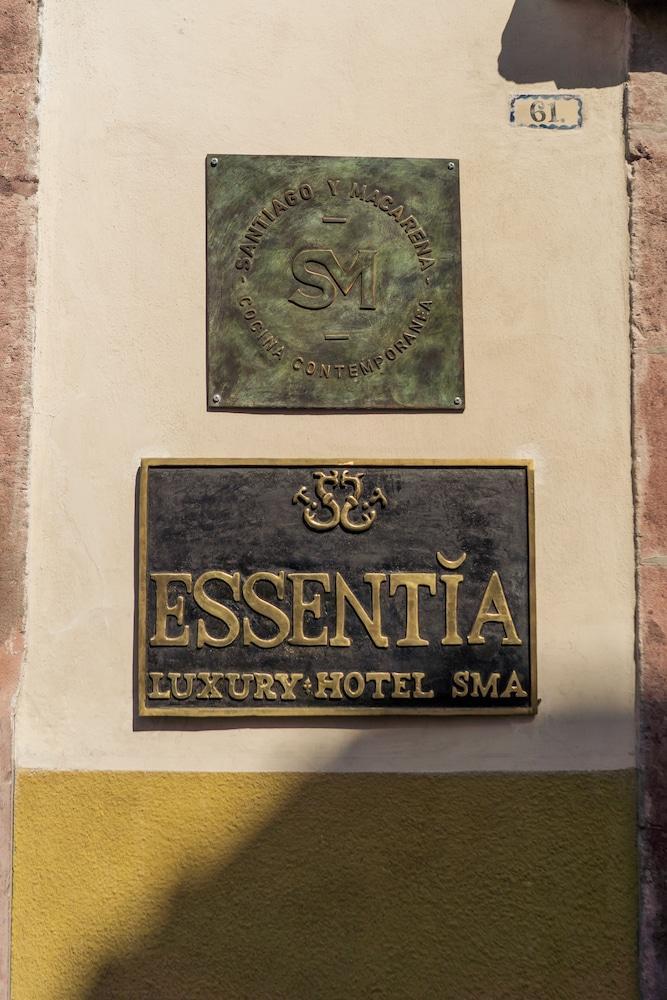 61.
- SANTIAGO Y MACARENA -
SM
COCINA CONTEMPORANEA
ESSENTĬA
LUXURY HOTEL SMA